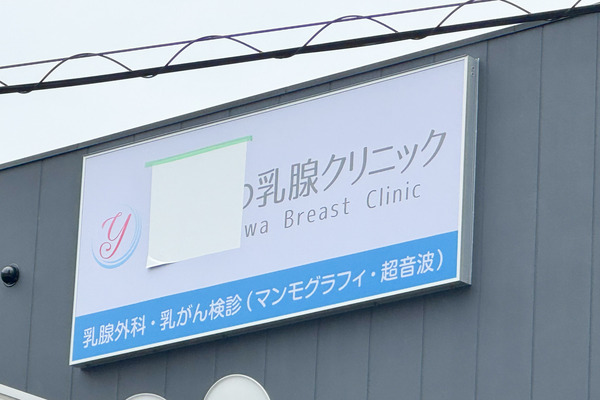 y
乳腺クリニック
wa Breast Clinic
乳腺外科・乳がん検診（マンモグラフィ・超音波）